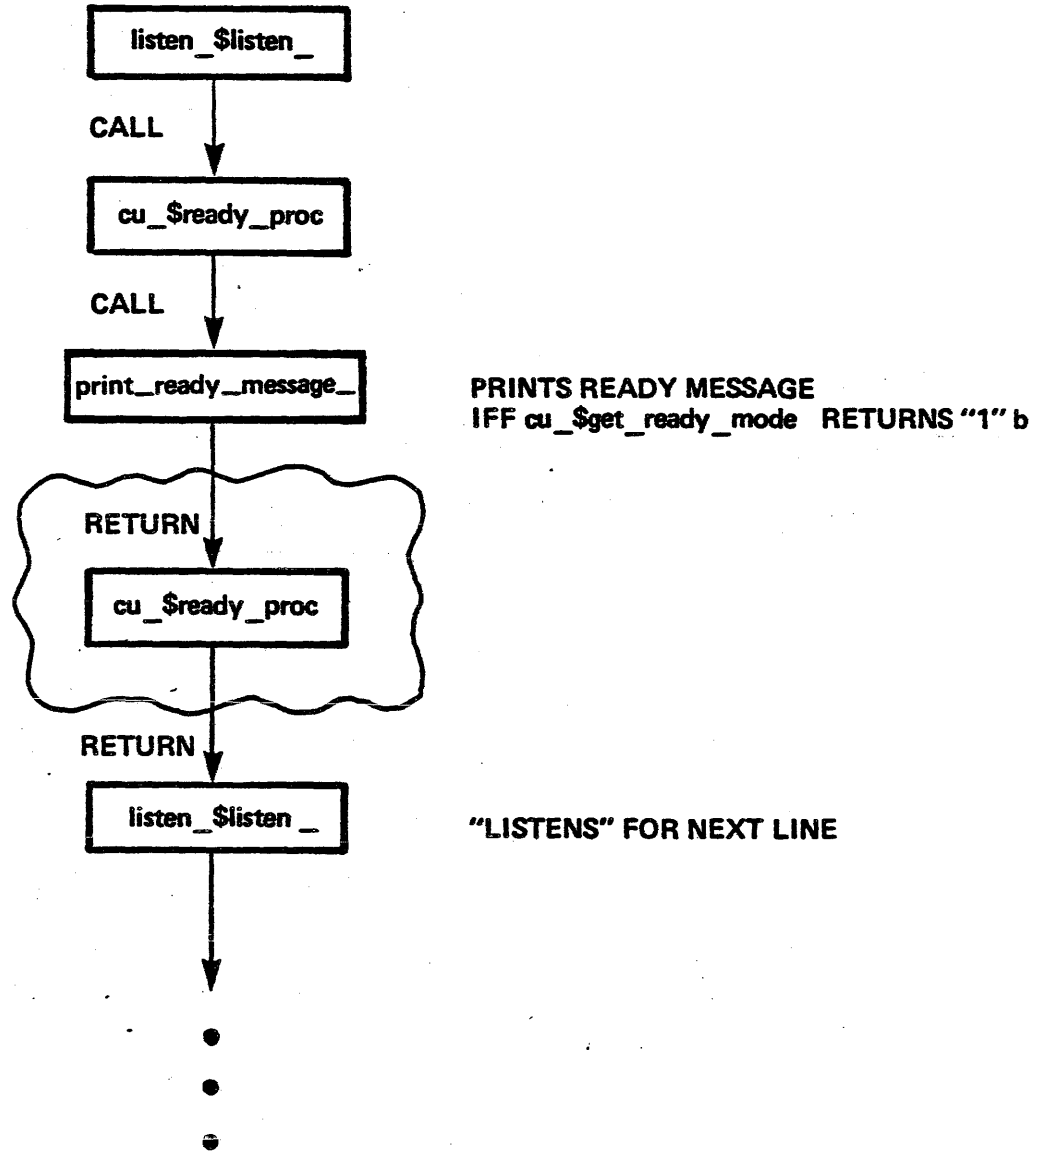 listen_$listen_
CALL
cu_$ready_proc
CALL
print_ready_message_
PRINTS READY MESSAGE
IFF cu_$get_ready_mode RETURNS "1" b
RETURN
cu_$ready_proc
RETURN
listen_$listen_
"LISTENS" FOR NEXT LINE